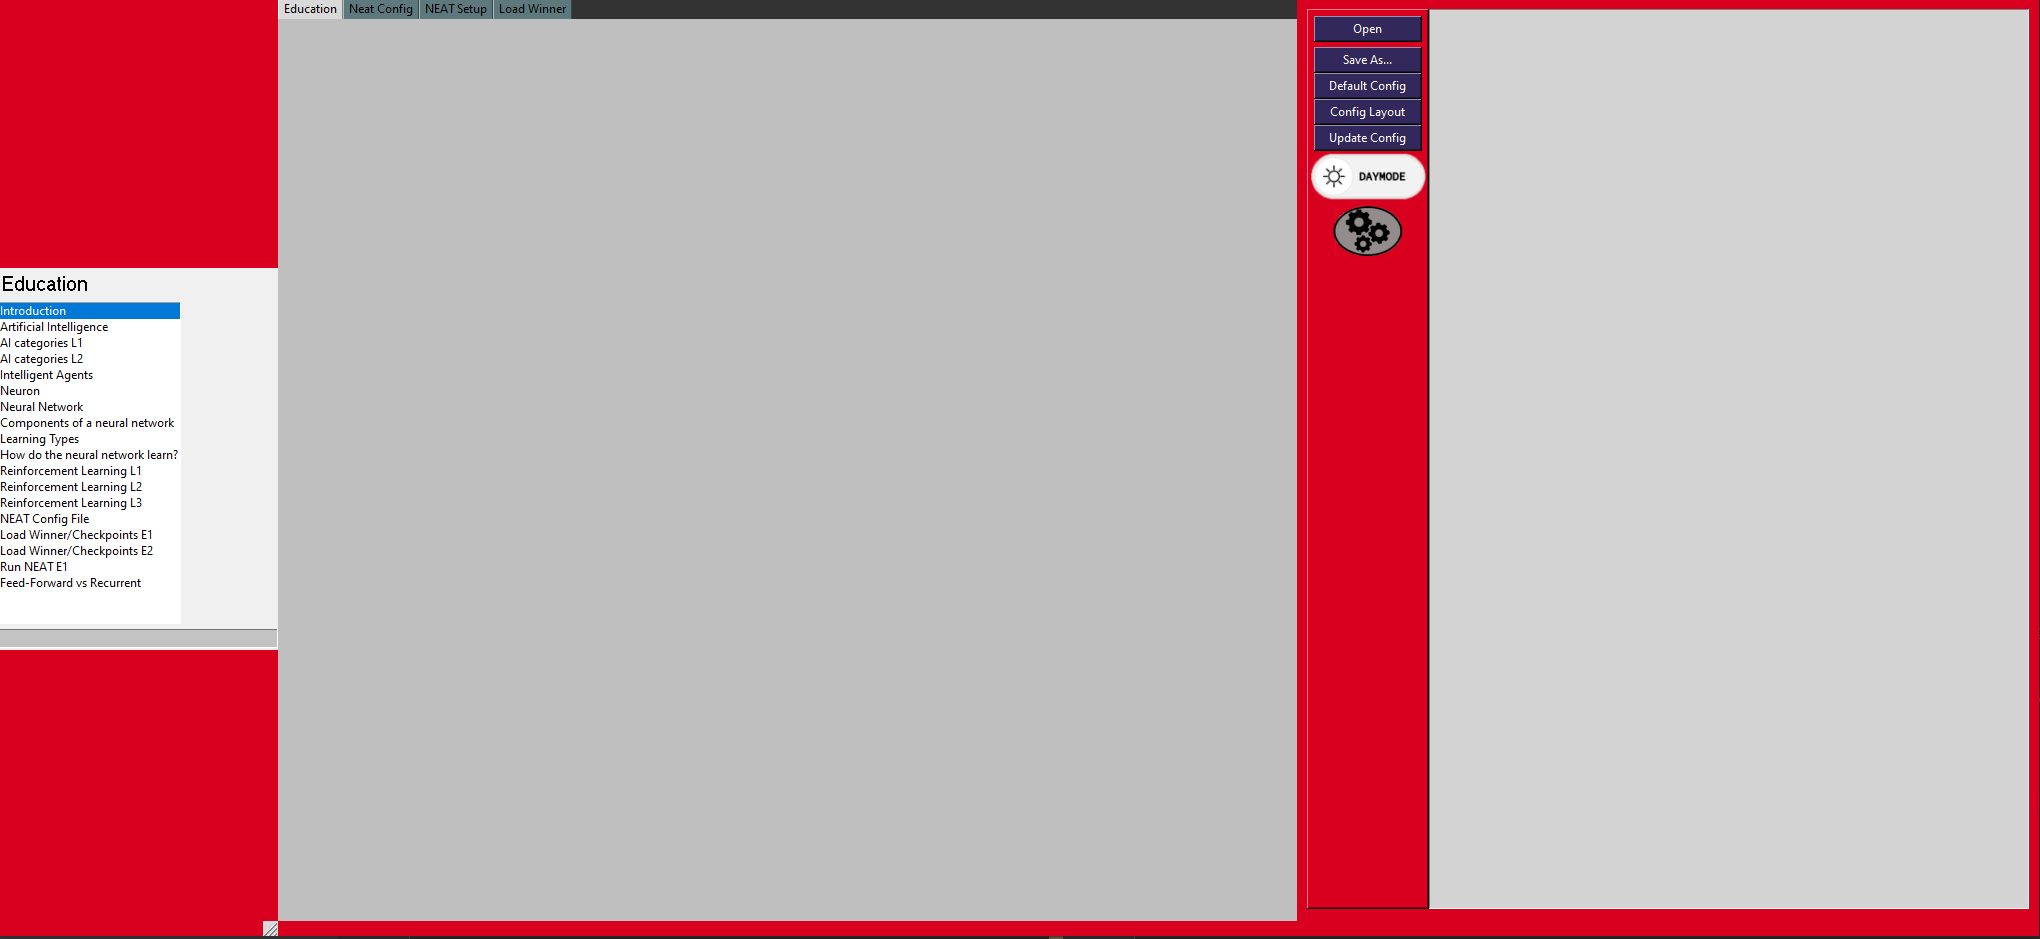 Education
Neat Config
NEAT Setup
Load Winner
Open
Save As...
Default Config
Config Layout
Update Config
DAYMODE
Education
Introduction
Artificial Intelligence
AI categories L1
AI categories L2
Intelligent Agents
Neuron
Neural Network
Components of a neural network
Learning Types
How do the neural network learn?
Reinforcement Learning L1
Reinforcement Learning L2
Reinforcement Learning L3
NEAT Config File
Load Winner/Checkpoints E1
Load Winner/Checkpoints E2
Run NEAT E1
Feed-Forward vs Recurrent